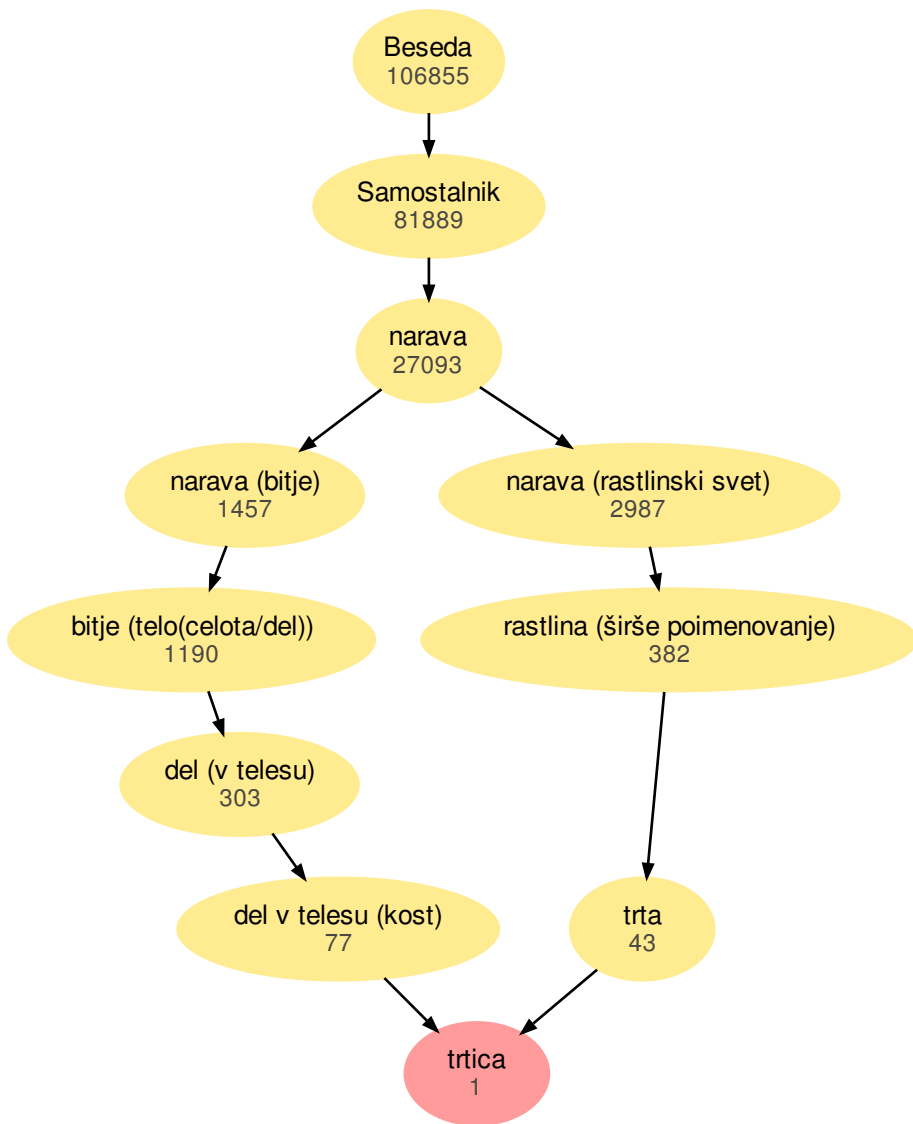 Beseda
106855
Samostalnik
81889
narava
27093
narava (bitje)
1457
narava (rastlinski svet)
2987
bitje (telo(celota/del))
1190
rastlina (širše poimenovanje)
382
del (v telesu)
303
del v telesu (kost)
77
trta
43
trtica
1